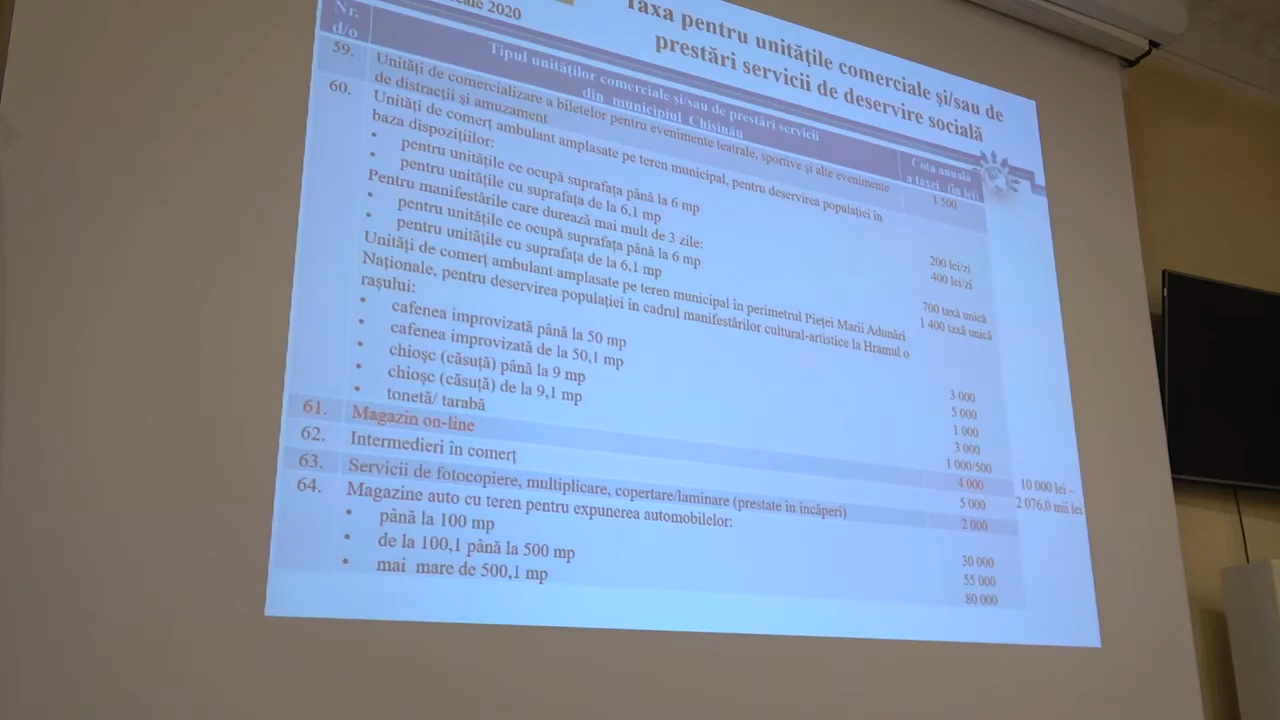 2020
Taxa pentru unitățile comerciale și/sau de
prestări servicii de deservire socială
Nr.
d/o
Tipul unităților comerciale și/sau de prestări servicii
din municipiul Chișinău
Cota anuală
a taxei (în lei)
59. Unități de comercializare a biletelor pentru evenimente teatrale, sportive și alte evenimente
de distracții și amuzament
1 500
60. Unități de comerț ambulant amplasate pe teren municipal, pentru deservirea populației în
baza dispozițiilor:
• pentru unitățile ce ocupă suprafața până la 6 mp 200 lei/zi
• pentru unitățile cu suprafața de la 6,1 mp 400 lei/zi
Pentru manifestările care durează mai mult de 3 zile:
• pentru unitățile ce ocupă suprafața până la 6 mp 700 taxă unică
• pentru unitățile cu suprafața de la 6,1 mp 1 400 taxă unică
Unități de comerț ambulant amplasate pe teren municipal în perimetrul Pieței Marii Adunări
Naționale, pentru deservirea populației în cadrul manifestărilor cultural-artistice la Hramul o
rașului:
• cafenea improvizată până la 50 mp 3 000
• cafenea improvizată de la 50,1 mp 5 000
• chioșc (căsuță) până la 9 mp 1 000
• chioșc (căsuță) de la 9,1 mp 3 000
• tonetă/ tarabă 1 000/500
61. Magazin on-line 4 000
10 000 lei –
2 076,0 mii lei
62. Intermedieri în comerț 5 000
63. Servicii de fotocopiere, multiplicare, copertare/laminare (prestate în încăperi) 2 000
64. Magazine auto cu teren pentru expunerea automobilelor:
• până la 100 mp 30 000
• de la 100,1 până la 500 mp 55 000
• mai mare de 500,1 mp 80 000